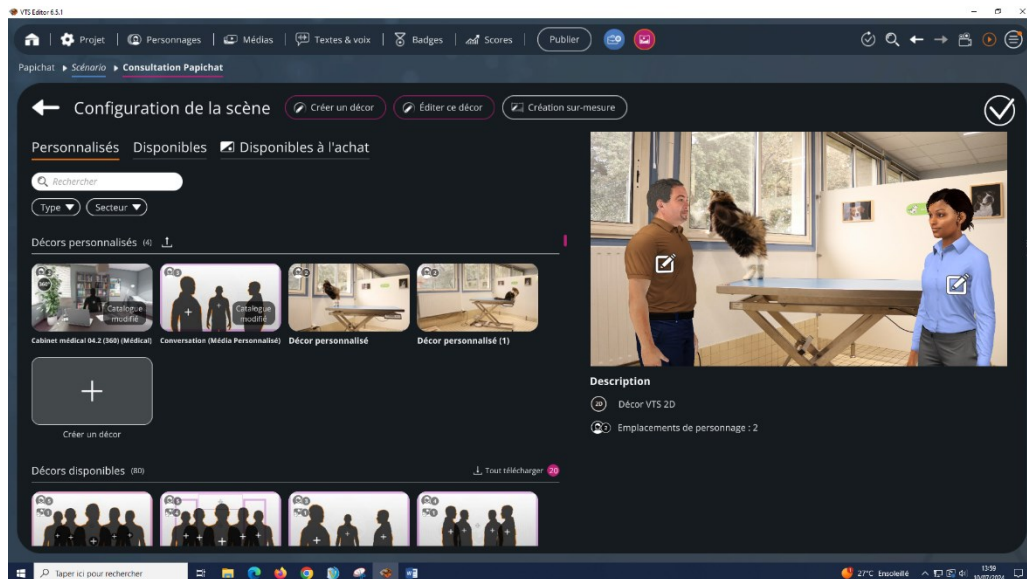 VTS Editor 6.5.1
Projet Personnages Médias Textes & voix Badges Scores Publier
Papichat Scénario Consultation Papichat
Configuration de la scène Créer un décor Éditer ce décor Création sur-mesure
Personnalisés Disponibles Disponibles à l'achat
Rechercher
Type Secteur
Décors personnalisés (4)
Catalogue modifié
Catalogue modifié
Cabinet médical 04.2 (360) (Médical) Conversation (Média Personnalisé) Décor personnalisé Décor personnalisé (1)
Créer un décor
Description
2D Décor VTS 2D
Emplacements de personnage : 2
Décors disponibles (80) Tout télécharger 20
Taper ici pour rechercher
27°C Ensoleillé 13:59
10/07/2024